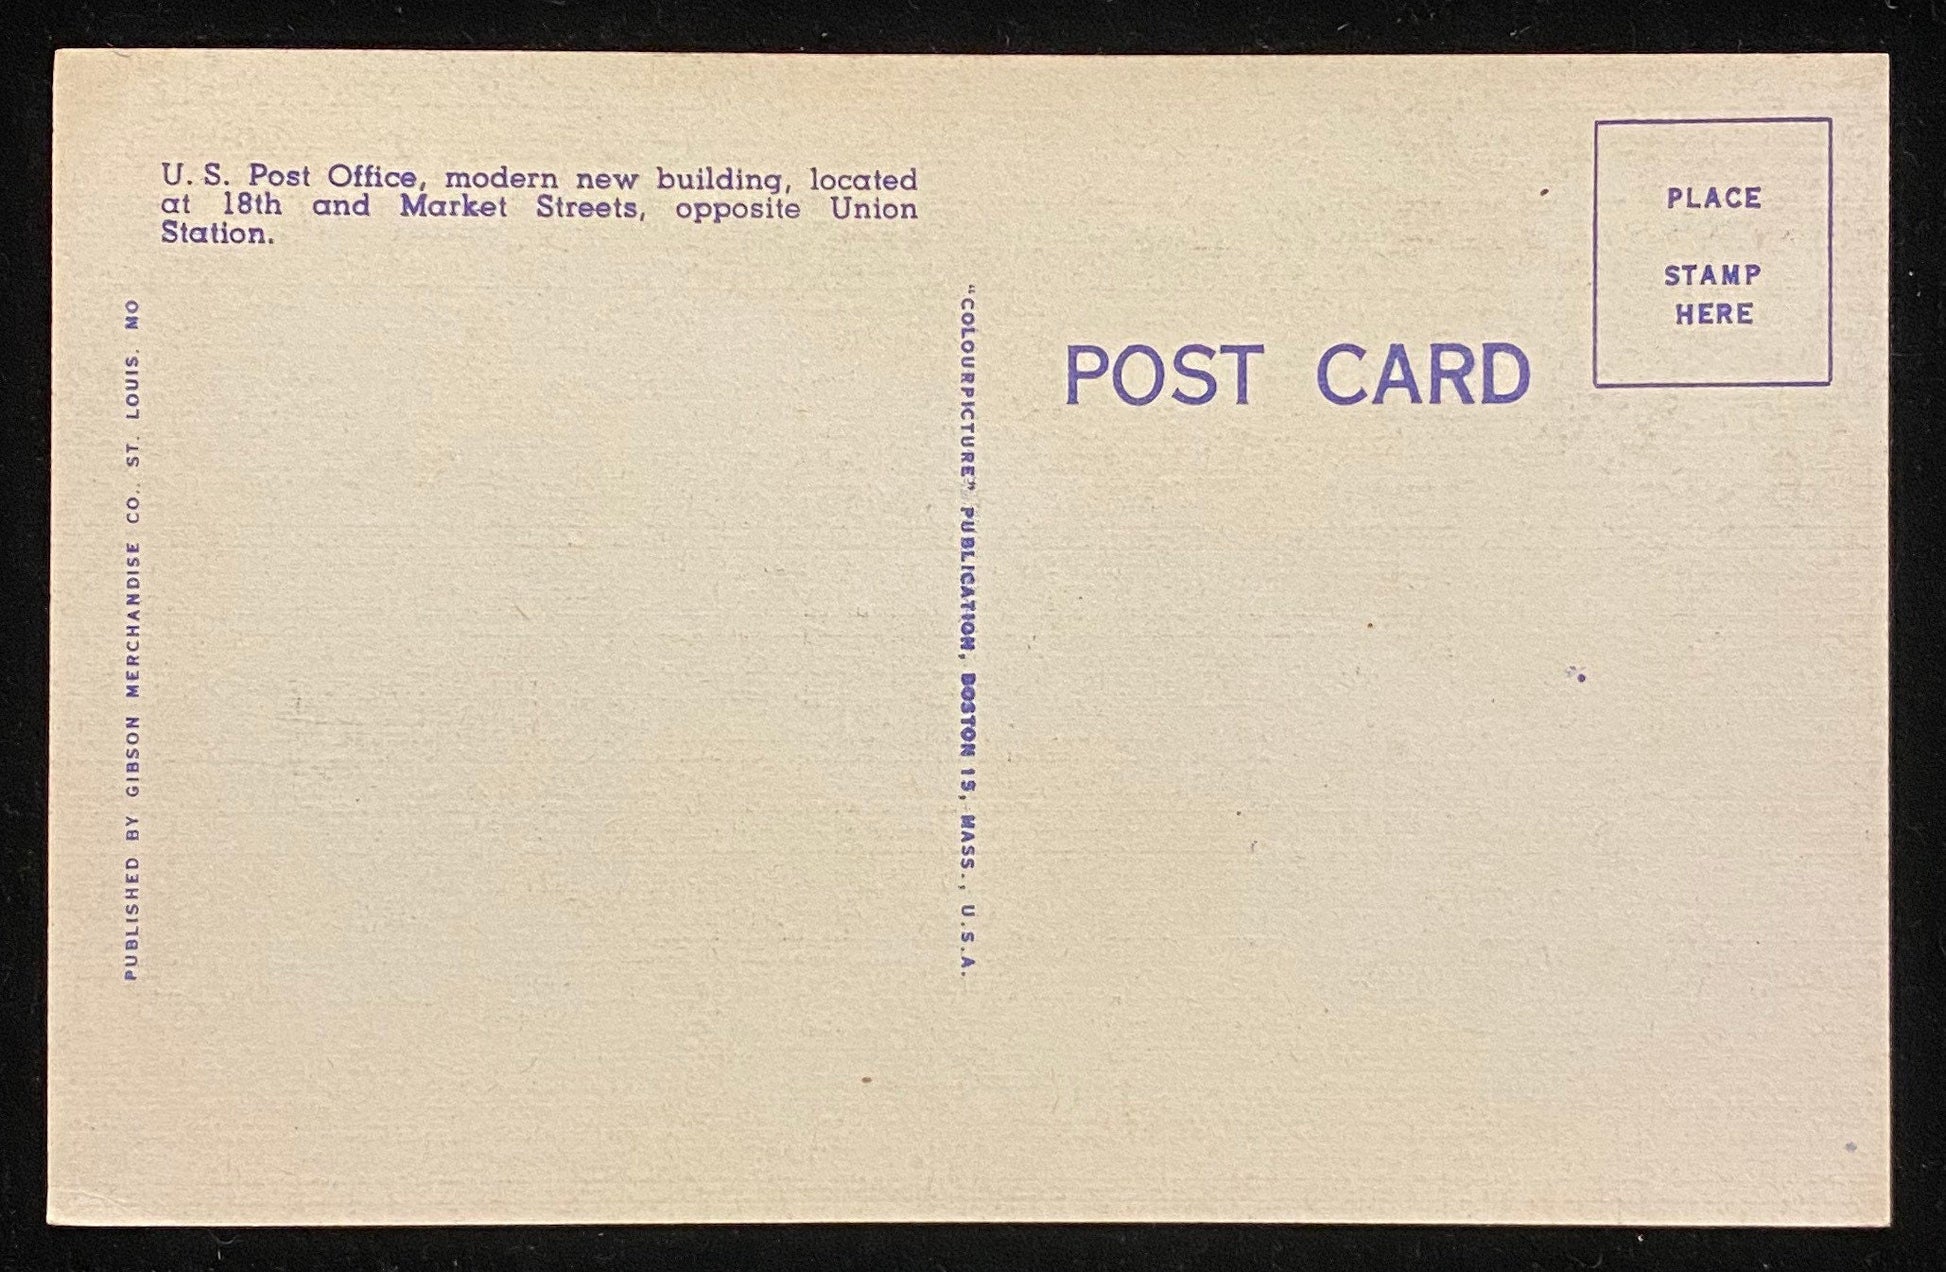 U. S. Post Office, modern new building, located
at 18th and Market Streets, opposite Union
Station.
PUBLISHED BY GIBSON MERCHANDISE CO., ST. LOUIS, MO
"COLOURPICTURE" PUBLICATION, BOSTON 15, MASS., U.S.A.
POST CARD
PLACE
STAMP
HERE